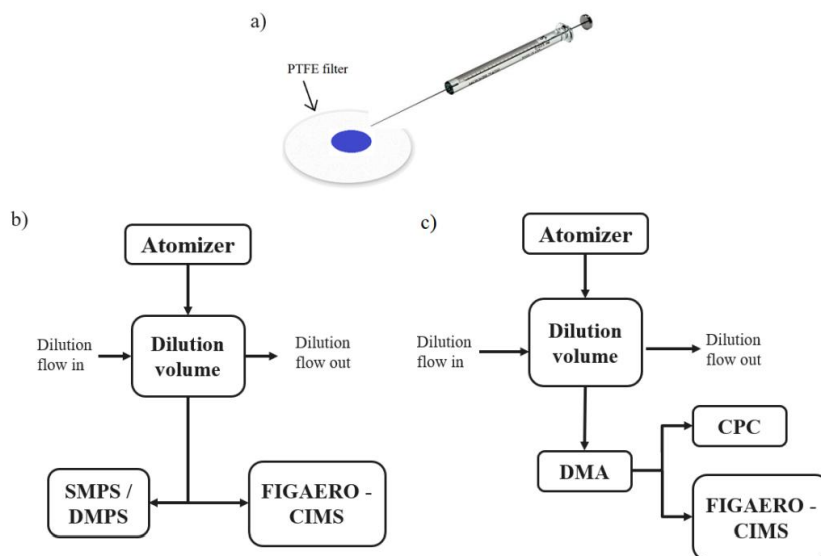 a)
PTFE filter
b)
Atomizer
Dilution
flow in
Dilution
volume
Dilution
flow out
SMPS /
DMPS
FIGAERO -
CIMS
c)
Atomizer
Dilution
flow in
Dilution
volume
Dilution
flow out
DMA
CPC
FIGAERO -
CIMS